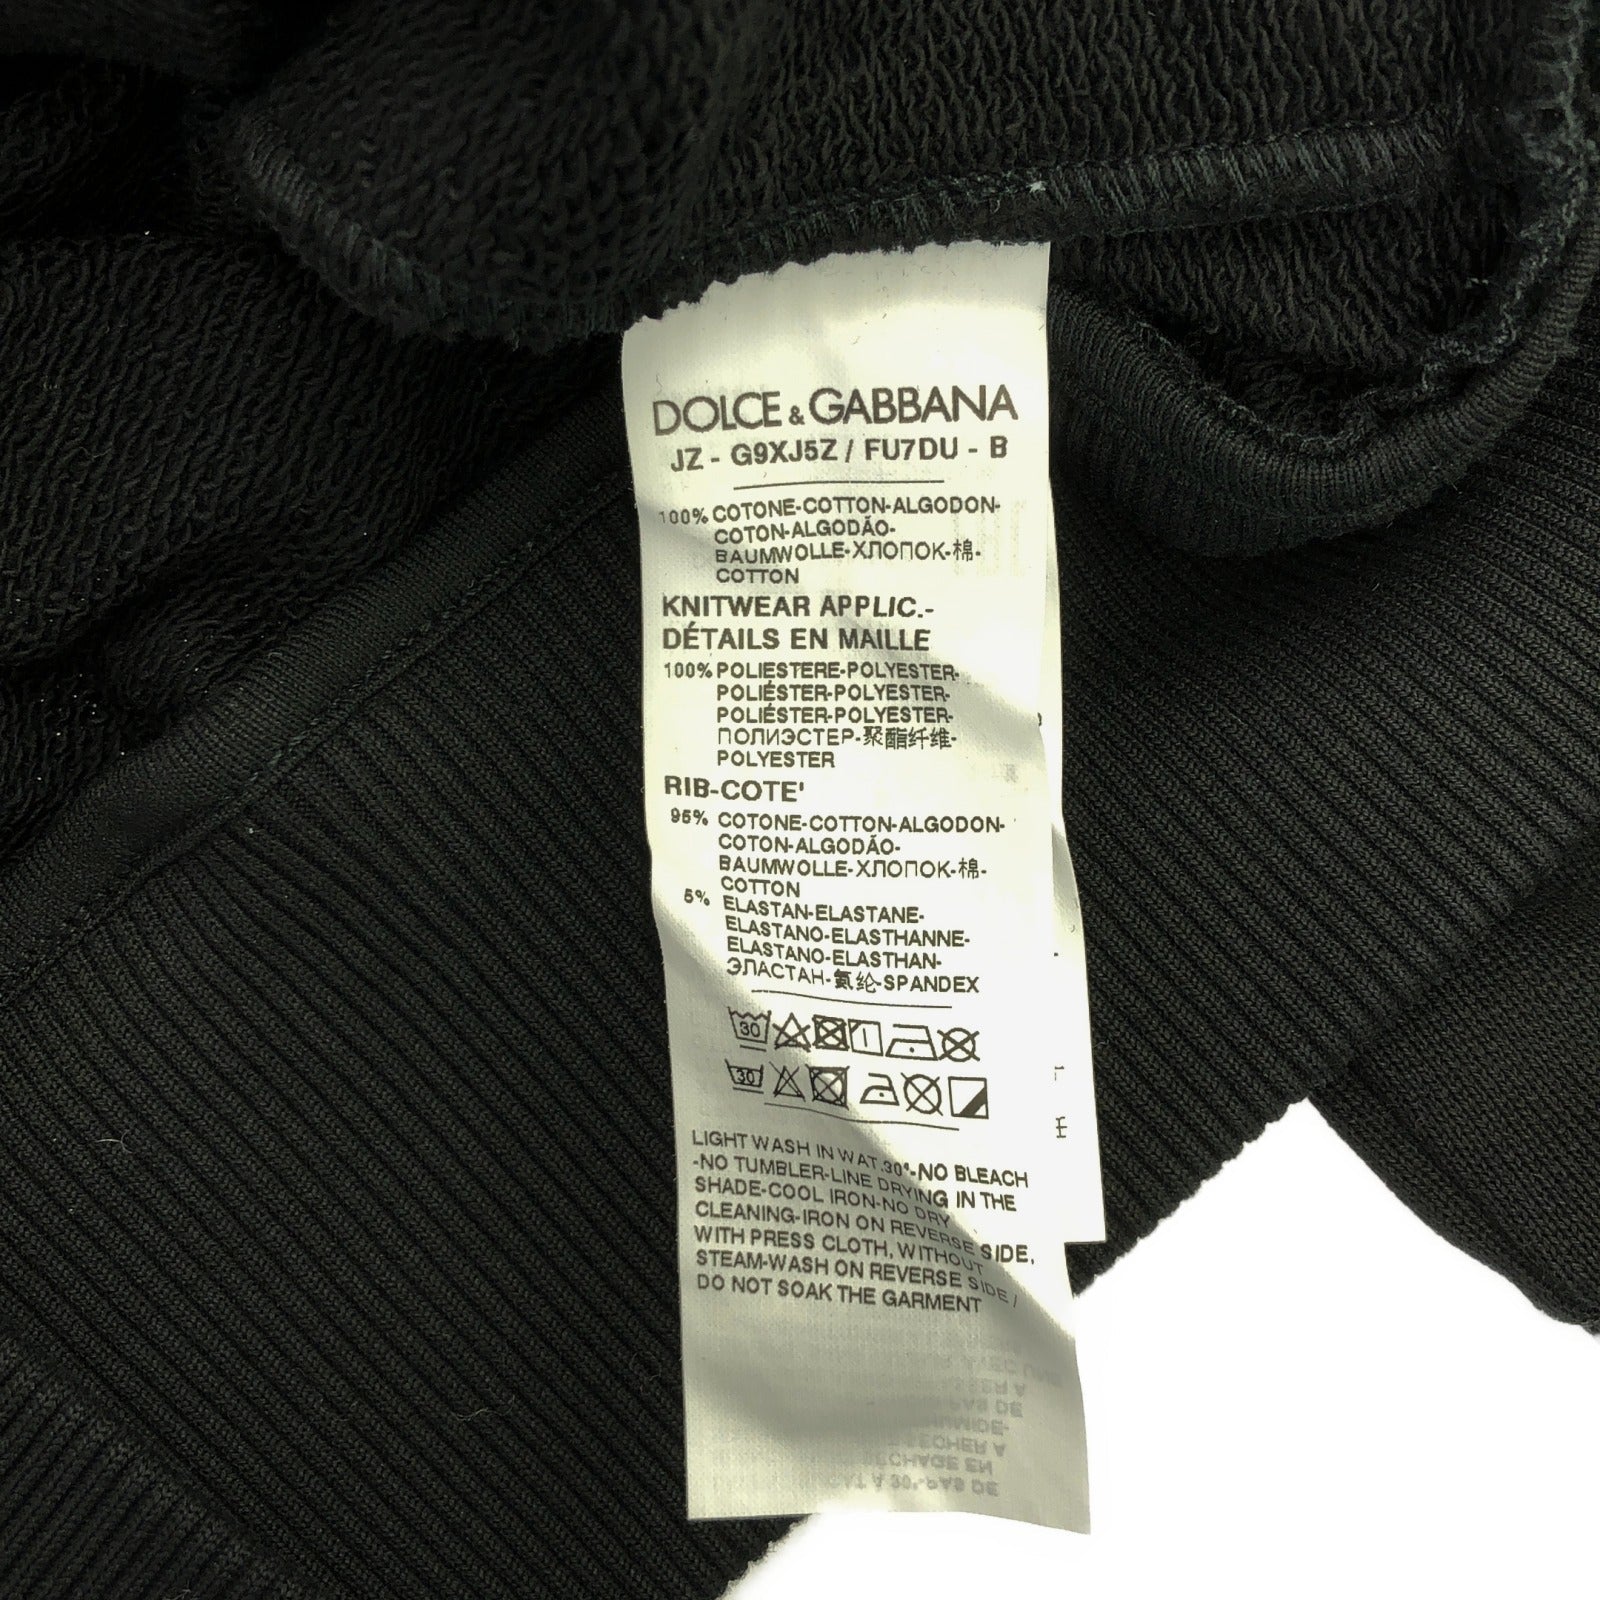 DOLCE & GABBANA
JZ - G9XJ5Z / FU7DU - B
100% COTONE-COTTON-ALGODON-
COTON-ALGODÃO-
BAUMWOLLE-ХЛОПОК-棉-
COTTON
KNITWEAR APPLIC.-
DÉTAILS EN MAILLE
100% POLIESTERE-POLYESTER-
POLIÉSTER-POLYESTER-
POLIÉSTER-POLYESTER-
ПОЛИЭСТЕР-聚酯纤维-
POLYESTER
RIB-COTE'
95% COTONE-COTTON-ALGODON-
COTON-ALGODÃO-
BAUMWOLLE-ХЛОПОК-棉-
COTTON
5% ELASTAN-ELASTANE-
ELASTANO-ELASTHANNE-
ELASTANO-ELASTHAN-
ЭЛАСТАН-氨纶-SPANDEX
30
30
LIGHT WASH IN WAT.30°-NO BLEACH
-NO TUMBLER-LINE DRYING IN THE
SHADE-COOL IRON-NO DRY
CLEANING-IRON ON REVERSE SIDE,
WITH PRESS CLOTH, WITHOUT
STEAM-WASH ON REVERSE SIDE /
DO NOT SOAK THE GARMENT